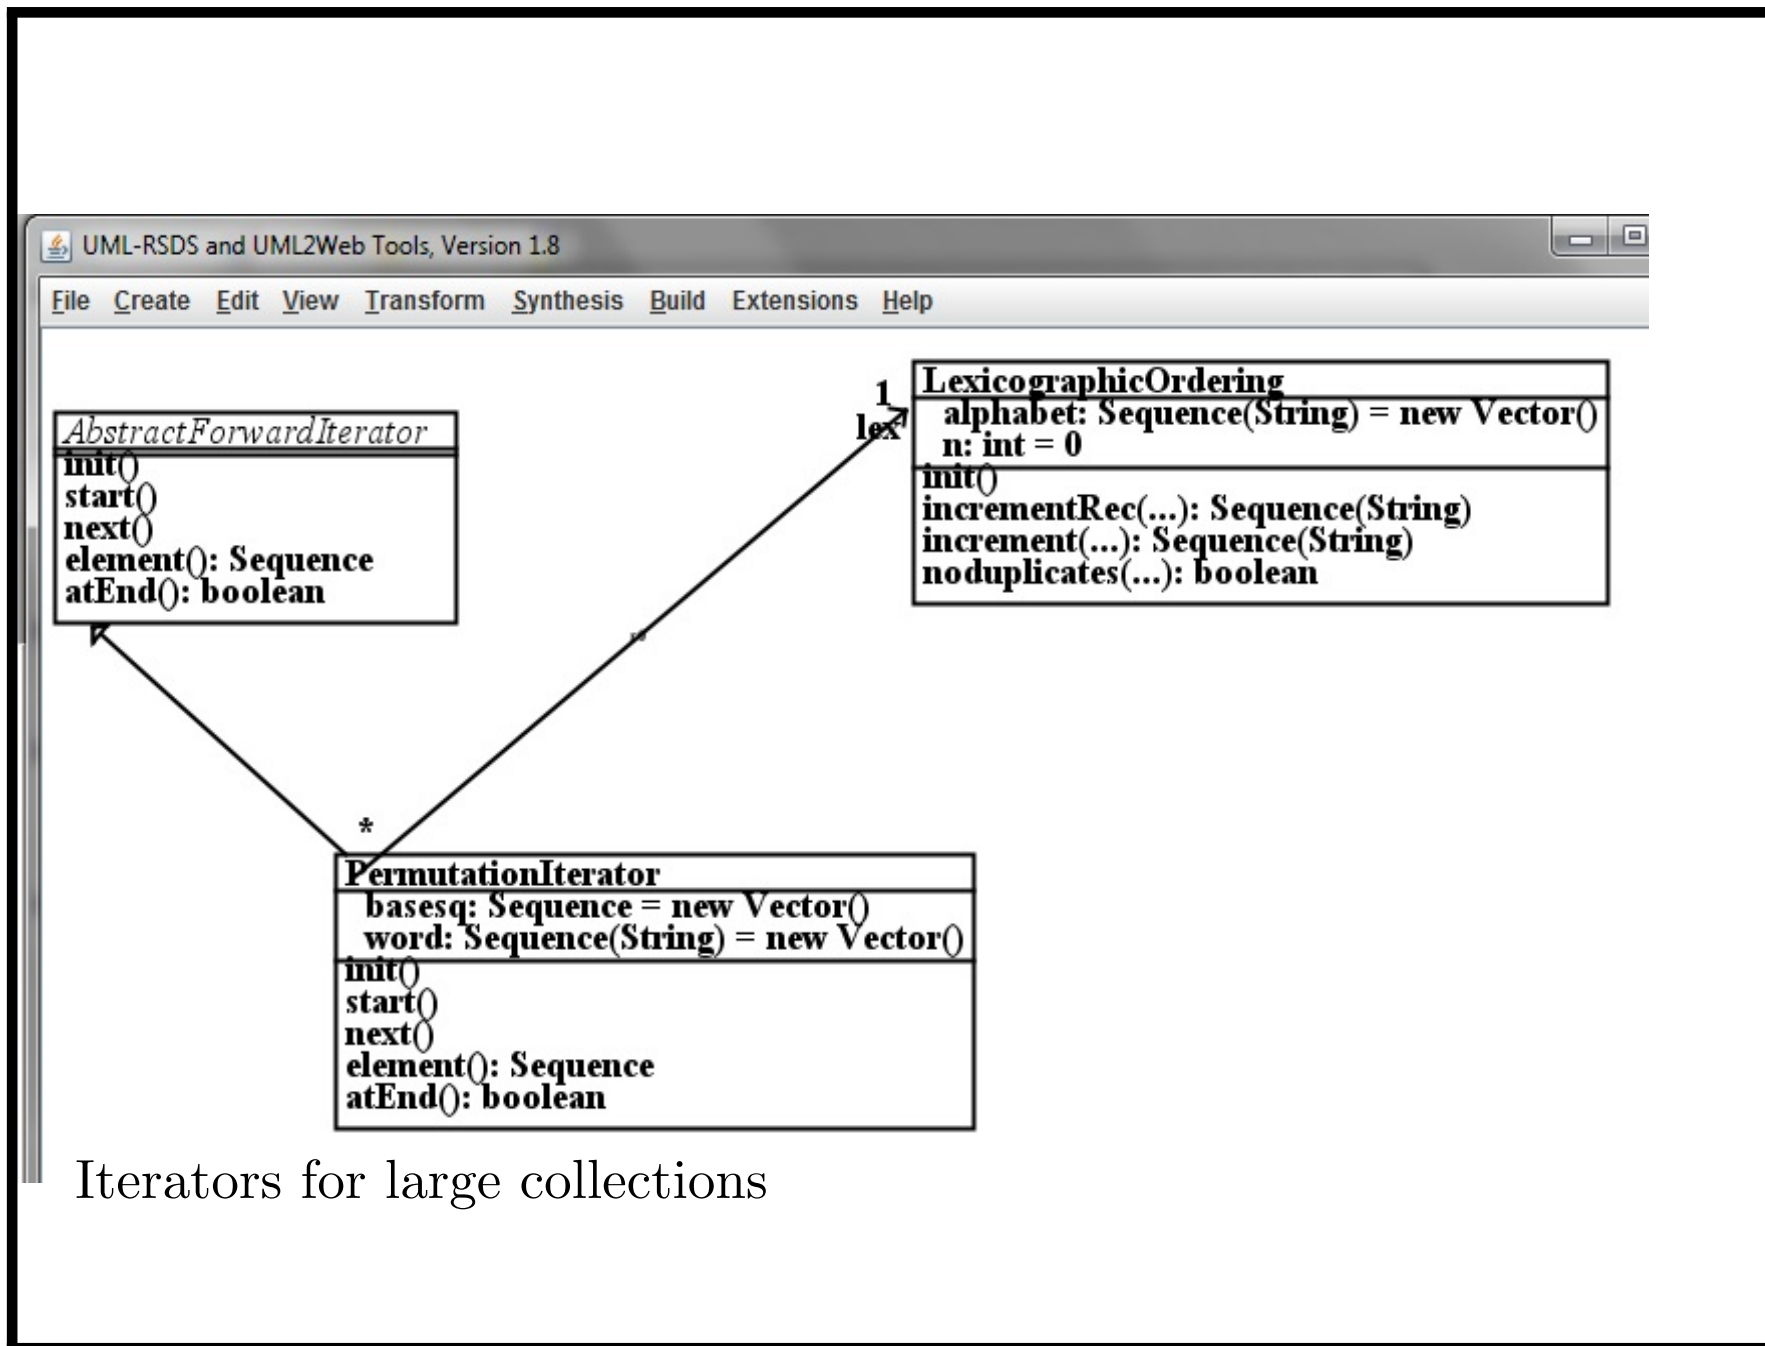 UML-RSDS and UML2Web Tools, Version 1.8
File Create Edit View Transform Synthesis Build Extensions Help
AbstractForwardIterator
init()
start()
next()
element(): Sequence
atEnd(): boolean
1
lex
LexicographicOrdering
alphabet: Sequence(String) = new Vector()
n: int = 0
init()
incrementRec(...): Sequence(String)
increment(...): Sequence(String)
noduplicates(...): boolean
*
PermutationIterator
basesq: Sequence = new Vector()
word: Sequence(String) = new Vector()
init()
start()
next()
element(): Sequence
atEnd(): boolean
Iterators for large collections